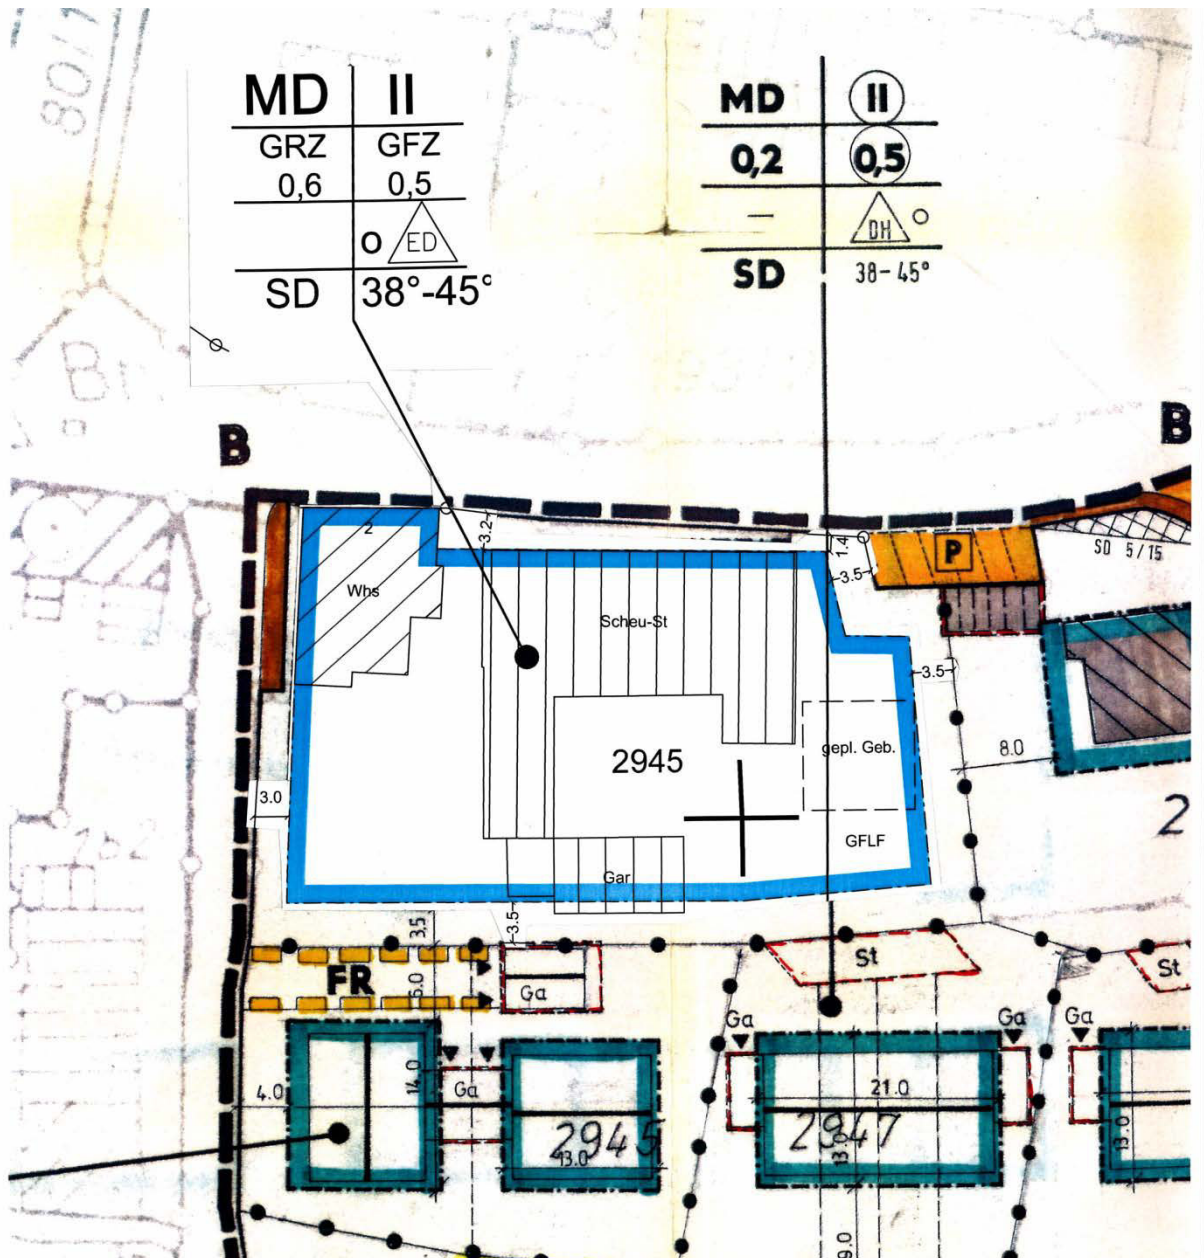 8011
MD II
GRZ GFZ
0,6 0,5
o ED
SD 38°-45°
MD II
0,2 0,5
— DH o
SD 38-45°
B
B
2
3.2
1.4
P
SD 5/15
Whs
3.5
Scheu-St
3.5
2945
gepl. Geb.
8.0
3.0
2
GFLF
Gar
3.5
3.5
FR
6.0
Ga
St
St
Ga
Ga
Ga
4.0
14.0
Ga
21.0
2945
13.0
2947
13.0
13.0
9.0